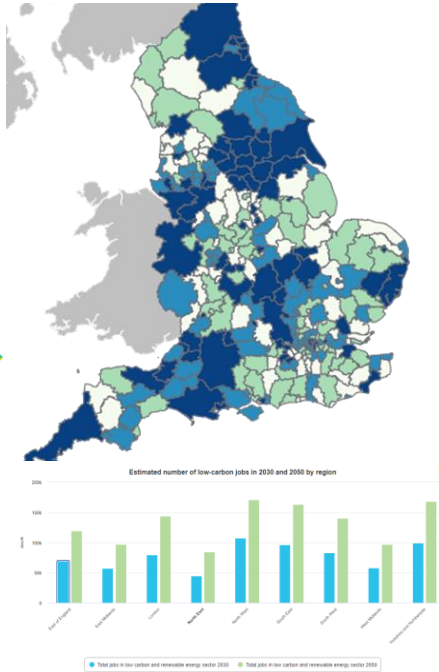 Estimated number of low-carbon jobs in 2030 and 2050 by region
200k
150k
100k
50k
0
East of England
East Midlands
London
North East
North West
South East
South West
West Midlands
Yorkshire and Humberside
Total jobs in low carbon and renewable energy sector 2030
Total jobs in low carbon and renewable energy sector 2050